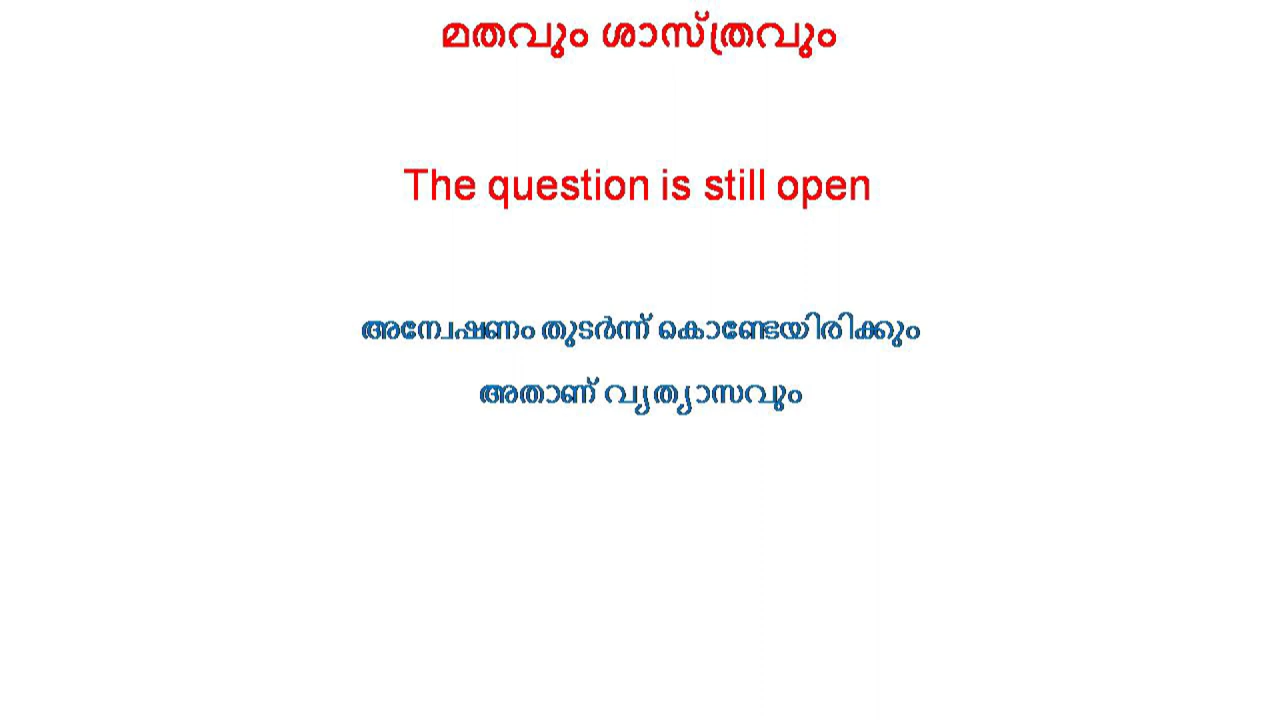 മതവും ശാസ്ത്രവും
The question is still open
അന്വേഷണം തുടർന്ന് കൊണ്ടേയിരിക്കും
അതാണ് വ്യത്യാസവും